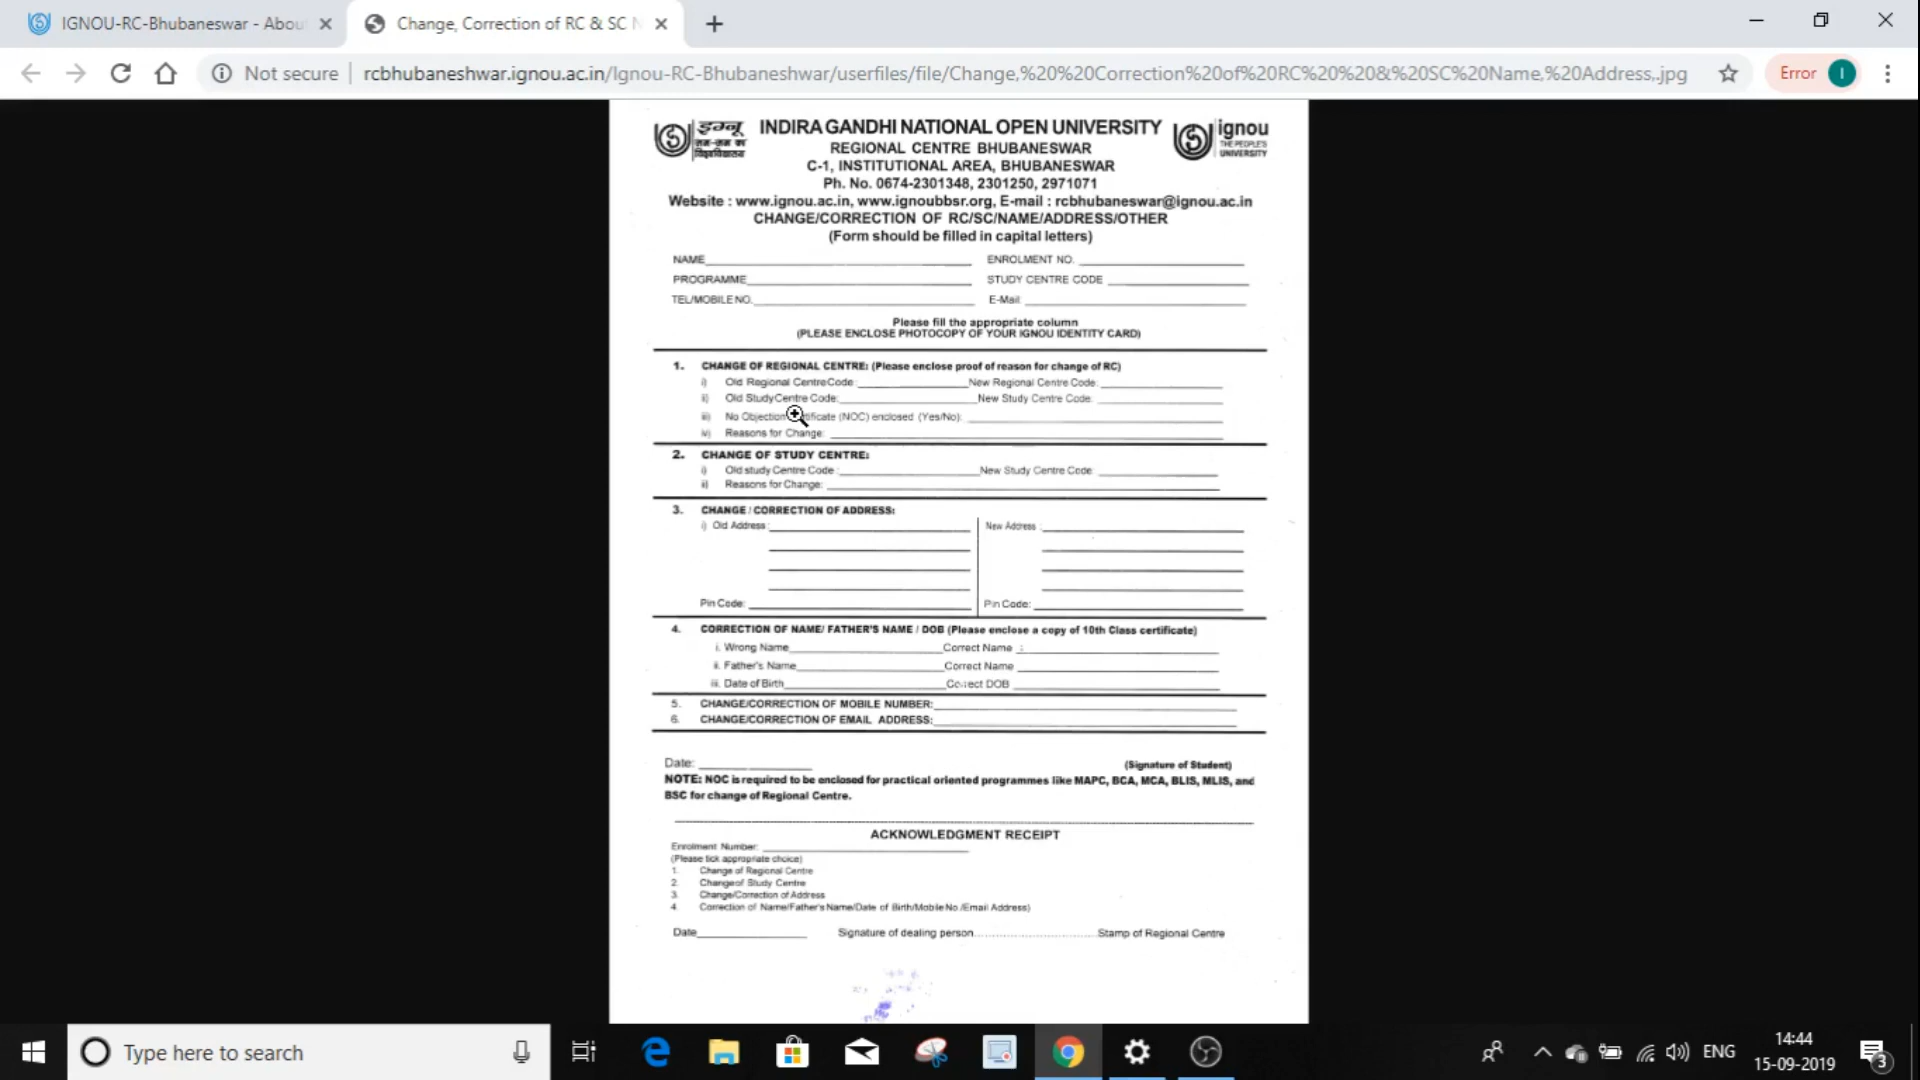 IGNOU-RC-Bhubaneswar - Abou
Change, Correction of RC & SC N
Not secure | rcbhubaneshwar.ignou.ac.in/Ignou-RC-Bhubaneshwar/userfiles/file/Change,%20%20Correction%20of%20RC%20%20&%20SC%20Name,%20Address,.jpg
Error I
इग्नू
जन-जन का
विश्वविद्यालय
INDIRA GANDHI NATIONAL OPEN UNIVERSITY
ignou
THE PEOPLE'S
UNIVERSITY
REGIONAL CENTRE BHUBANESWAR
C-1, INSTITUTIONAL AREA, BHUBANESWAR
Ph. No. 0674-2301348, 2301250, 2971071
Website : www.ignou.ac.in, www.ignoubbsr.org, E-mail : rcbhubaneswar@ignou.ac.in
CHANGE/CORRECTION OF RC/SC/NAME/ADDRESS/OTHER
(Form should be filled in capital letters)
NAME ENROLMENT NO.
PROGRAMME STUDY CENTRE CODE
TEL/MOBILE NO. E-Mail
Please fill the appropriate column
(PLEASE ENCLOSE PHOTOCOPY OF YOUR IGNOU IDENTITY CARD)
1. CHANGE OF REGIONAL CENTRE: (Please enclose proof of reason for change of RC)
i) Old Regional Centre Code: New Regional Centre Code:
ii) Old Study Centre Code: New Study Centre Code:
iii) No Objection (NOC) enclosed (Yes/No):
iv) Reasons for Change:
2. CHANGE OF STUDY CENTRE:
i) Old study Centre Code : New Study Centre Code:
ii) Reasons for Change:
3. CHANGE / CORRECTION OF ADDRESS:
i) Old Address : New Address :
Pin Code: Pin Code:
4. CORRECTION OF NAME/ FATHER'S NAME / DOB (Please enclose a copy of 10th Class certificate)
i. Wrong Name Correct Name :
ii. Father's Name Correct Name
iii. Date of Birth Correct DOB
5. CHANGE/CORRECTION OF MOBILE NUMBER:
6. CHANGE/CORRECTION OF EMAIL ADDRESS:
Date: (Signature of Student)
NOTE: NOC is required to be enclosed for practical oriented programmes like MAPC, BCA, MCA, BLIS, MLIS, and
BSC for change of Regional Centre.
ACKNOWLEDGMENT RECEIPT
Enrolment Number:
(Please tick appropriate choice)
1. Change of Regional Centre
2. Change of Study Centre
3. Change/Correction of Address
4. Correction of Name/Father's Name/Date of Birth/Mobile No./Email Address)
Date Signature of dealing person Stamp of Regional Centre
Type here to search
ENG
14:44
15-09-2019
3